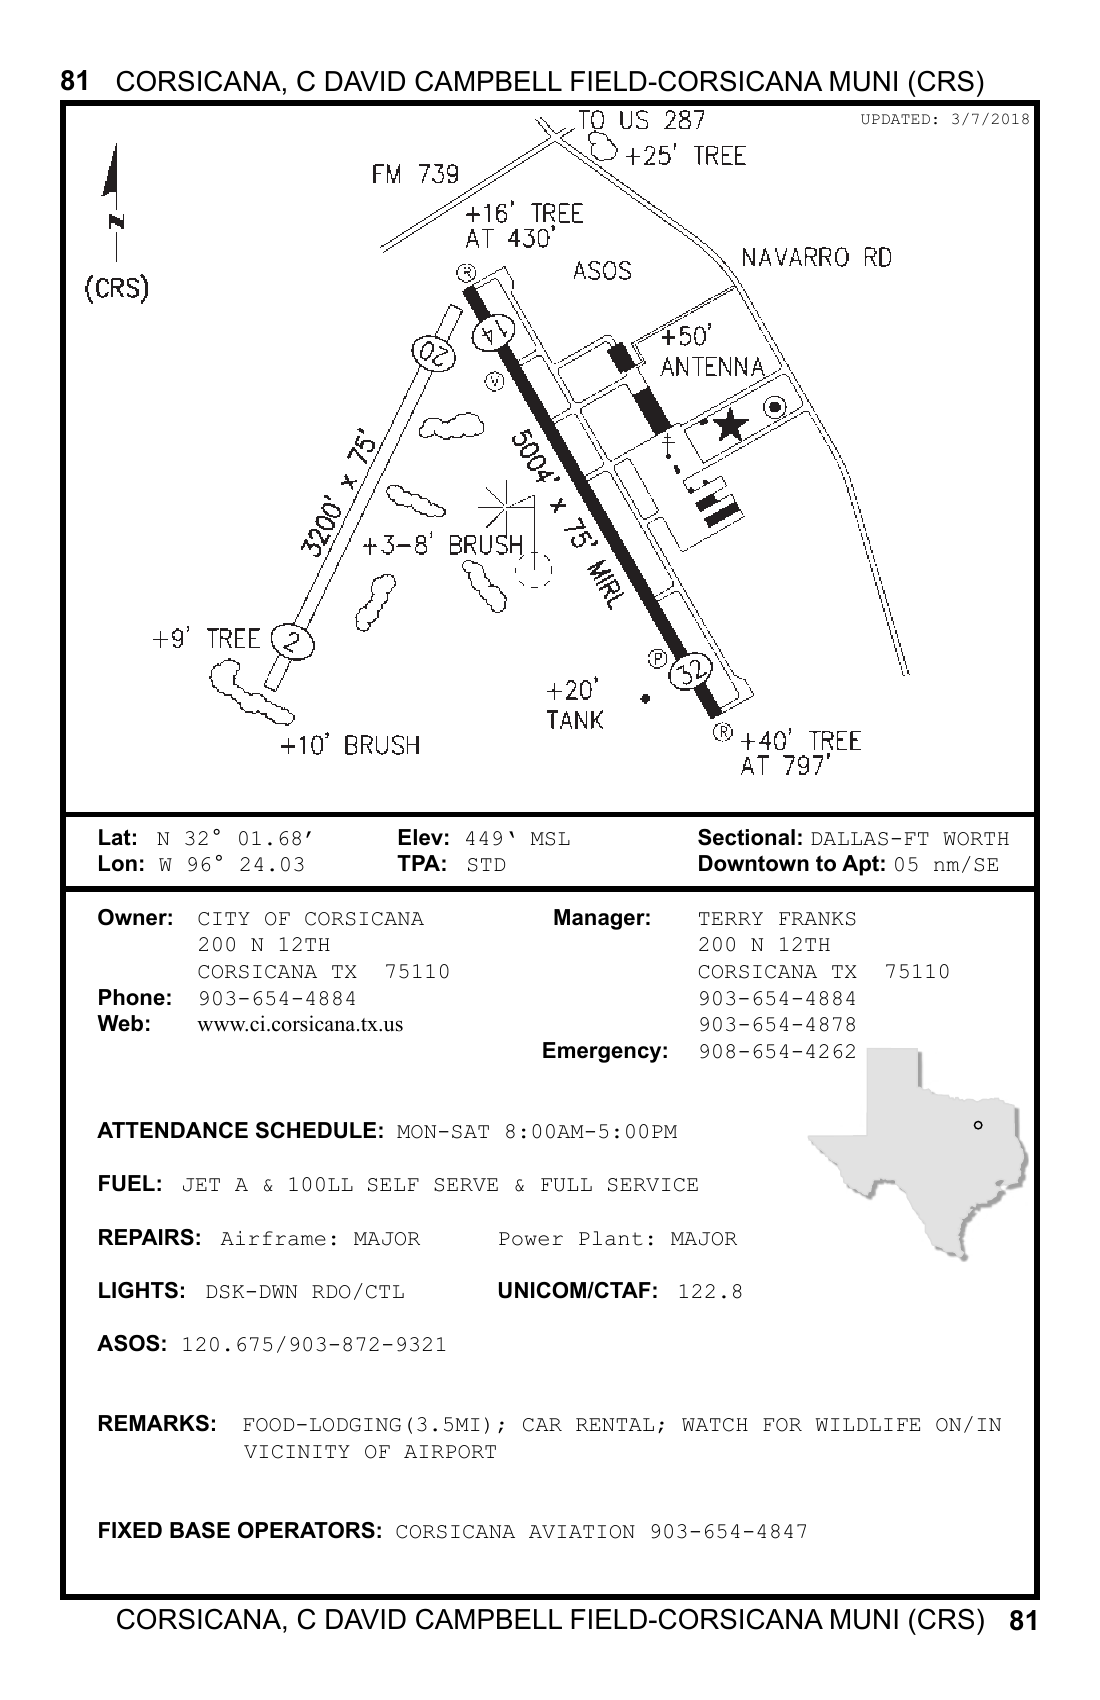 81 CORSICANA, C DAVID CAMPBELL FIELD-CORSICANA MUNI (CRS)
UPDATED: 3/7/2018
TO US 287
+25' TREE
FM 739
+16' TREE
AT 430'
N
(CRS)
ASOS
NAVARRO RD
R
14
20
+50'
ANTENNA
V
3200' x 75'
5004' x 75' MIRL
+3-8' BRUSH
+9' TREE
2
P
32
+20'
TANK
+10' BRUSH
R
+40' TREE
AT 797'
Lat: N 32° 01.68’ Elev: 449‘ MSL Sectional: DALLAS-FT WORTH
Lon: W 96° 24.03 TPA: STD Downtown to Apt: 05 nm/SE
Owner: CITY OF CORSICANA Manager: TERRY FRANKS
200 N 12TH 200 N 12TH
CORSICANA TX 75110 CORSICANA TX 75110
Phone: 903-654-4884 903-654-4884
Web: www.ci.corsicana.tx.us 903-654-4878
Emergency: 908-654-4262
ATTENDANCE SCHEDULE: MON-SAT 8:00AM-5:00PM
FUEL: JET A & 100LL SELF SERVE & FULL SERVICE
REPAIRS: Airframe: MAJOR Power Plant: MAJOR
LIGHTS: DSK-DWN RDO/CTL UNICOM/CTAF: 122.8
ASOS: 120.675/903-872-9321
REMARKS: FOOD-LODGING(3.5MI); CAR RENTAL; WATCH FOR WILDLIFE ON/IN
VICINITY OF AIRPORT
FIXED BASE OPERATORS: CORSICANA AVIATION 903-654-4847
CORSICANA, C DAVID CAMPBELL FIELD-CORSICANA MUNI (CRS) 81